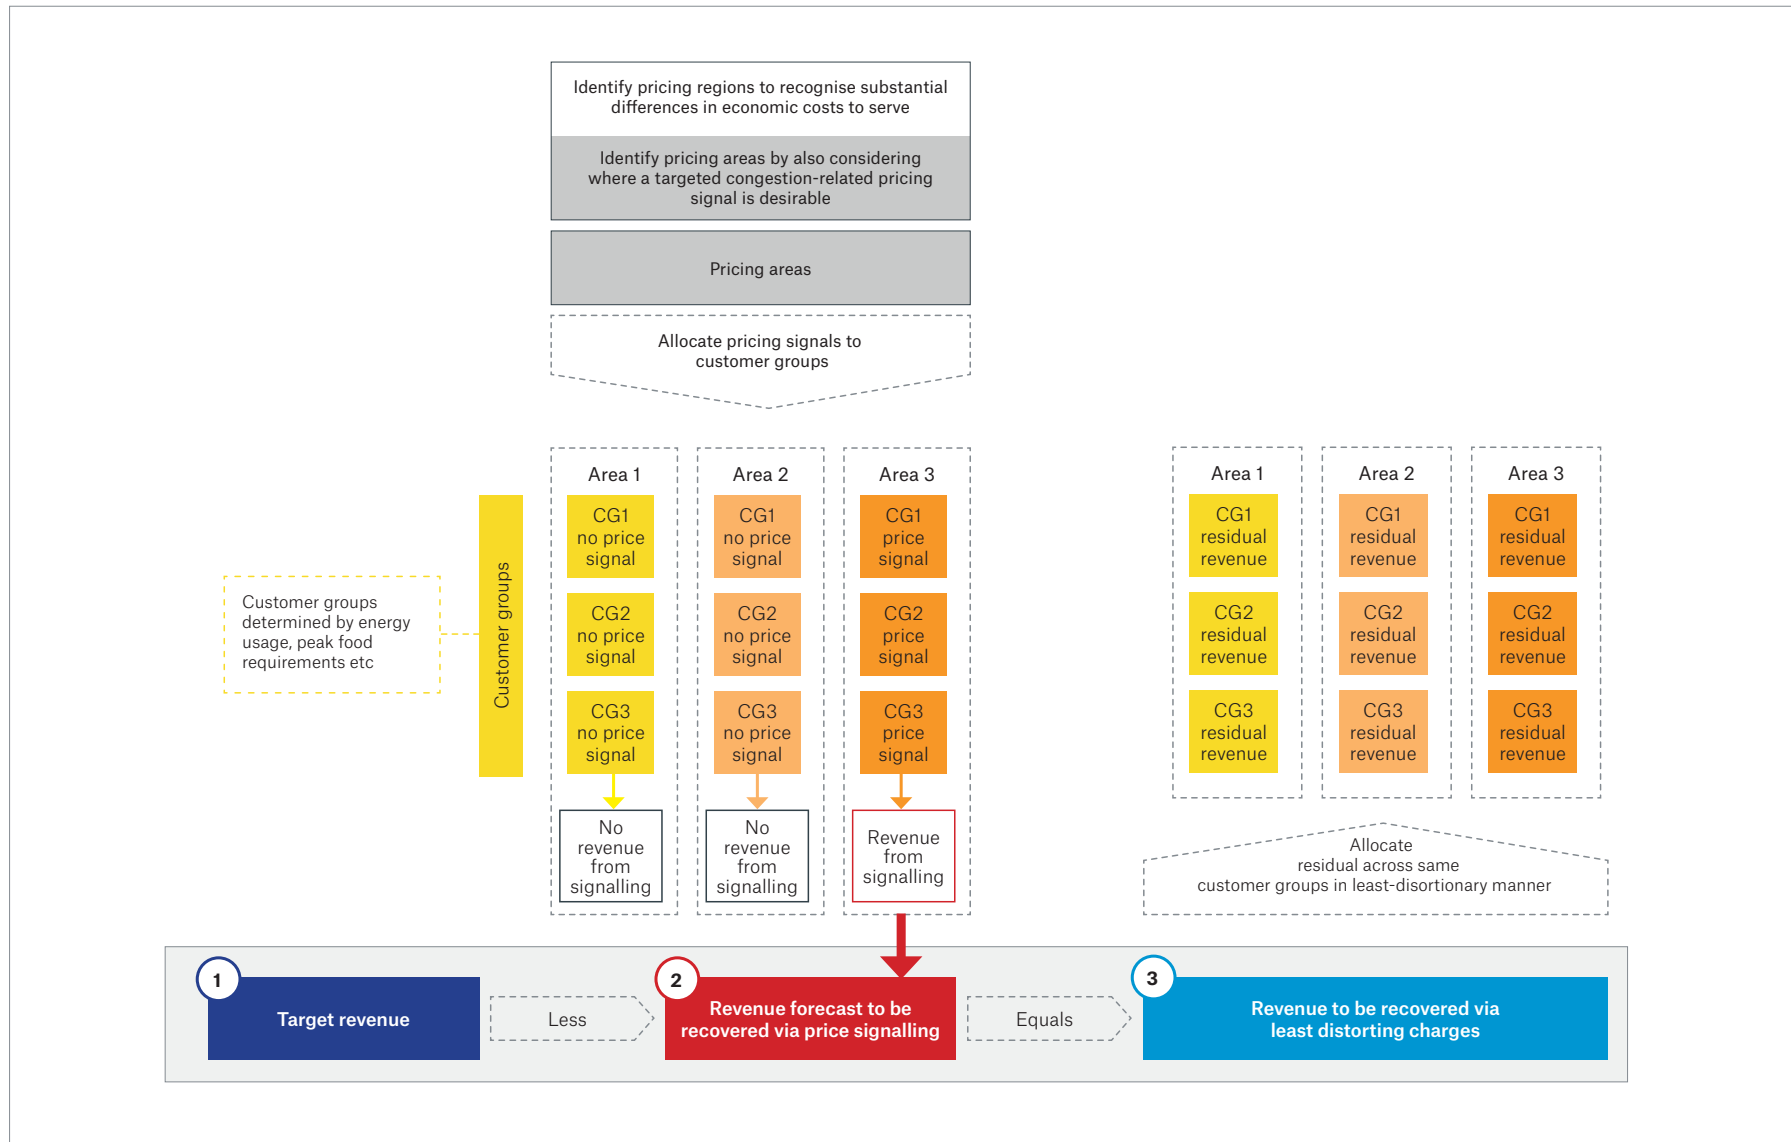 Identify pricing regions to recognise substantial
differences in economic costs to serve
Identify pricing areas by also considering
where a targeted congestion-related pricing
signal is desirable
Pricing areas
Allocate pricing signals to
customer groups
Customer groups
determined by energy
usage, peak food
requirements etc
Customer groups
Area 1
CG1
no price
signal
CG2
no price
signal
CG3
no price
signal
No
revenue
from
signalling
Area 2
CG1
no price
signal
CG2
no price
signal
CG3
no price
signal
No
revenue
from
signalling
Area 3
CG1
price
signal
CG2
price
signal
CG3
price
signal
Revenue
from
signalling
Area 1
CG1
residual
revenue
CG2
residual
revenue
CG3
residual
revenue
Area 2
CG1
residual
revenue
CG2
residual
revenue
CG3
residual
revenue
Area 3
CG1
residual
revenue
CG2
residual
revenue
CG3
residual
revenue
Allocate
residual across same
customer groups in least-disortionary manner
1
Target revenue
Less
2
Revenue forecast to be
recovered via price signalling
Equals
3
Revenue to be recovered via
least distorting charges